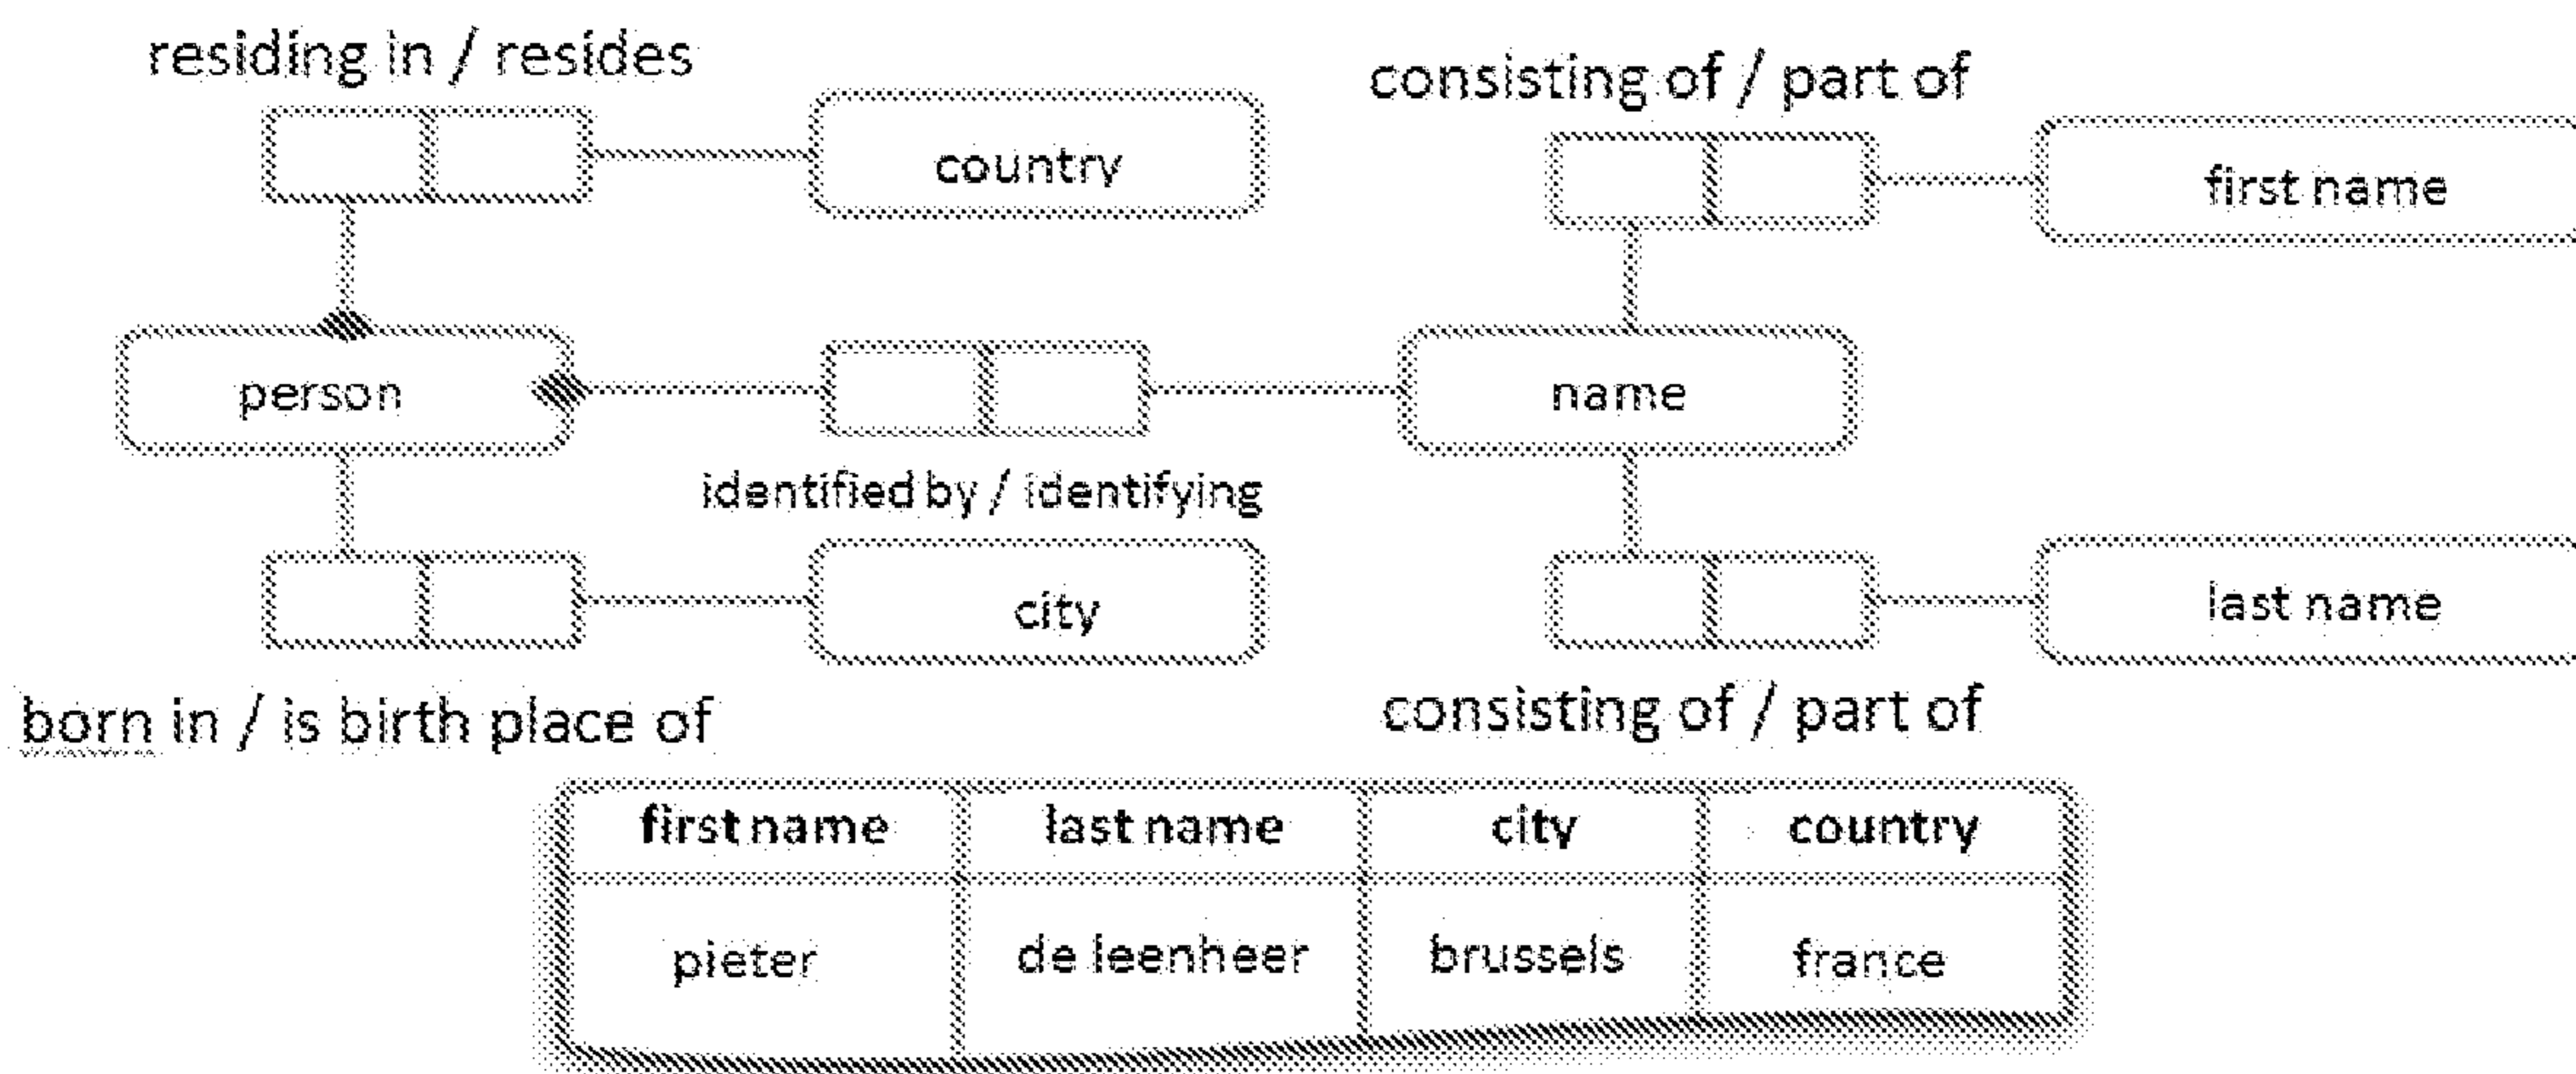 residing in / resides
consisting of / part of
country
first name
person
name
identified by / identifying
city
last name
born in / is birth place of
consisting of / part of
first name last name city country
pieter de leenheer brussels france